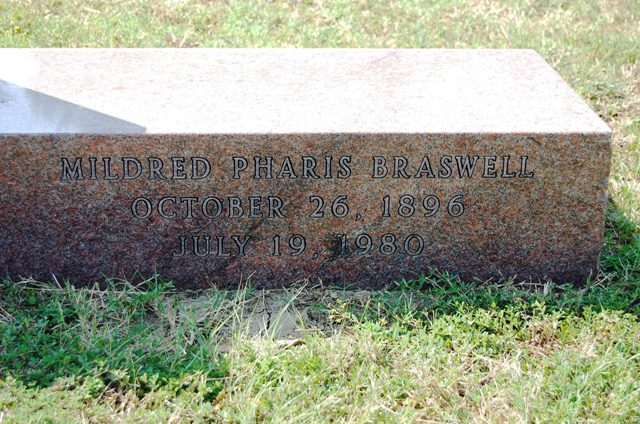 MILDRED PHARIS BRASWELL
OCTOBER 26, 1896
JULY 19, 1980